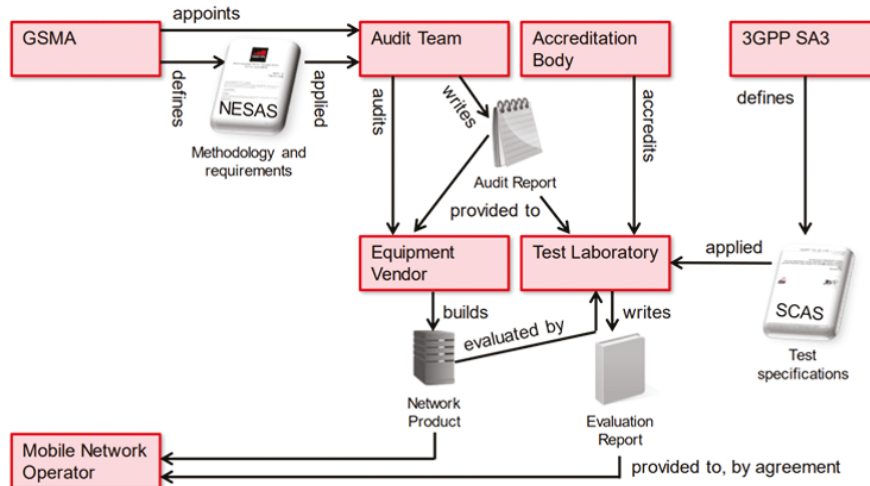 appoints
GSMA
Audit Team
Accreditation
Body
3GPP SA3
defines
NESAS
applied
audits
writes
accredits
defines
Methodology and
requirements
Audit Report
provided to
Equipment
Vendor
Test Laboratory
applied
SCAS
builds
evaluated by
writes
Test
specifications
Network
Product
Evaluation
Report
Mobile Network
Operator
provided to, by agreement